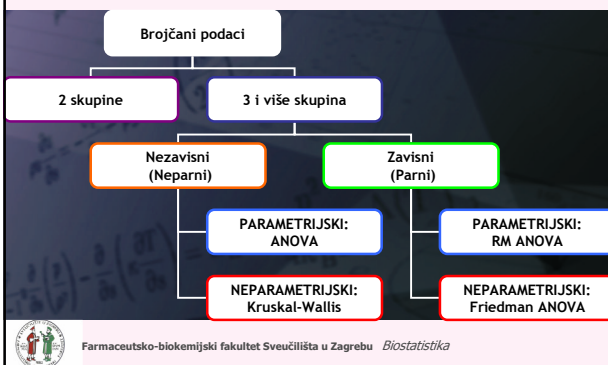 Brojčani podaci
2 skupine
3 i više skupina
Nezavisni
(Neparni)
Zavisni
(Parni)
PARAMETRIJSKI:
ANOVA
PARAMETRIJSKI:
RM ANOVA
NEPARAMETRIJSKI:
Kruskal-Wallis
NEPARAMETRIJSKI:
Friedman ANOVA
Farmaceutsko-biokemijski fakultet Sveučilišta u Zagrebu Biostatistika